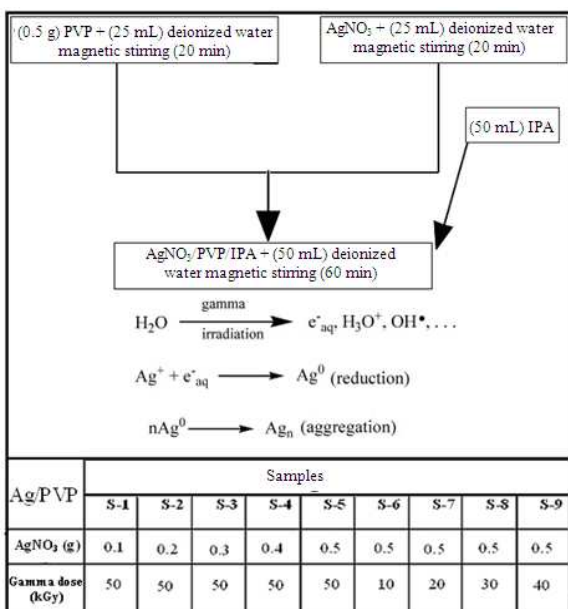 (0.5 g) PVP + (25 mL) deionized water
magnetic stirring (20 min)
AgNO₃ + (25 mL) deionized water
magnetic stirring (20 min)
(50 mL) IPA
AgNO₃/PVP/IPA + (50 mL) deionized
water magnetic stirring (60 min)
H₂O gamma irradiation e⁻aq, H₃O⁺, OH•, . . .
Ag⁺ + e⁻aq Ag⁰ (reduction)
nAg⁰ Agₙ (aggregation)
Ag/PVP Samples
S-1 S-2 S-3 S-4 S-5 S-6 S-7 S-8 S-9
AgNO₃ (g) 0.1 0.2 0.3 0.4 0.5 0.5 0.5 0.5 0.5
Gamma dose (kGy) 50 50 50 50 50 10 20 30 40